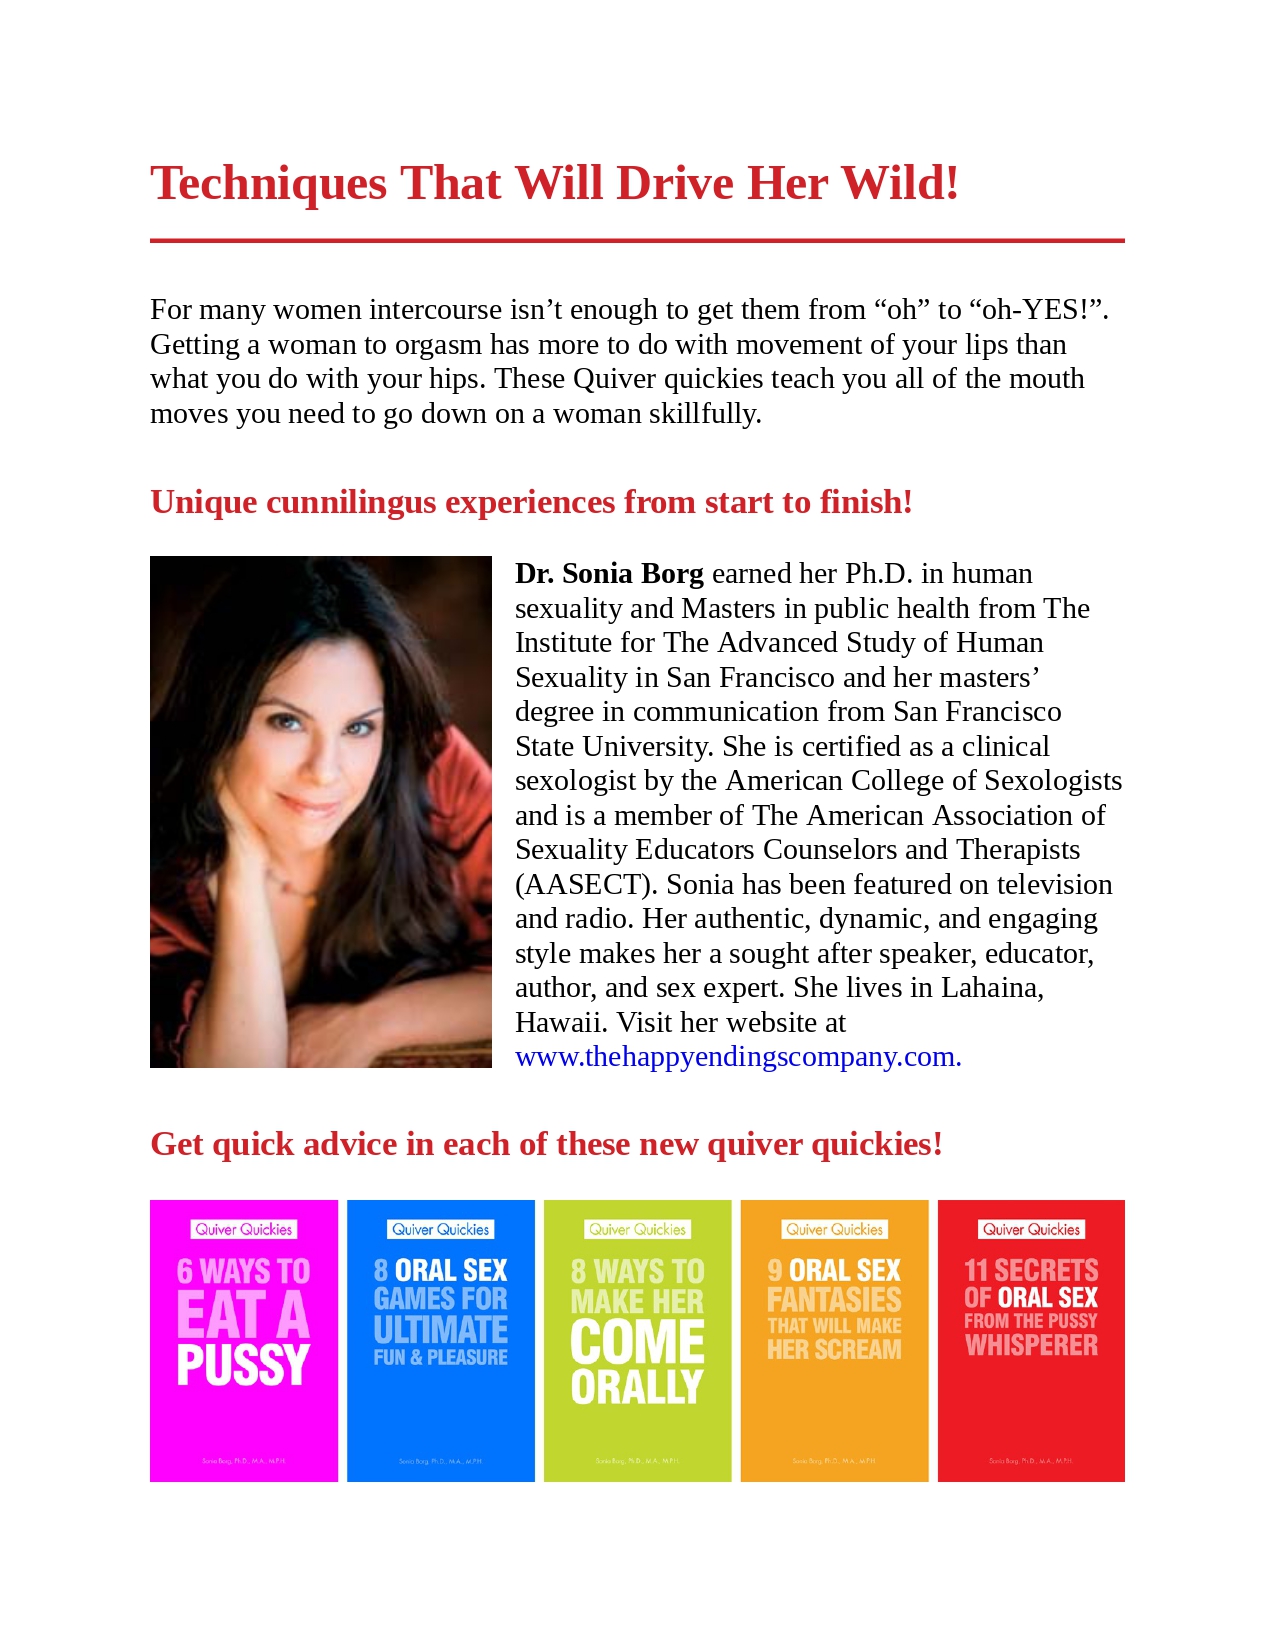 Techniques That Will Drive Her Wild!
For many women intercourse isn’t enough to get them from “oh” to “oh-YES!”.
Getting a woman to orgasm has more to do with movement of your lips than
what you do with your hips. These Quiver quickies teach you all of the mouth
moves you need to go down on a woman skillfully.
Unique cunnilingus experiences from start to finish!
Dr. Sonia Borg earned her Ph.D. in human
sexuality and Masters in public health from The
Institute for The Advanced Study of Human
Sexuality in San Francisco and her masters’
degree in communication from San Francisco
State University. She is certified as a clinical
sexologist by the American College of Sexologists
and is a member of The American Association of
Sexuality Educators Counselors and Therapists
(AASECT). Sonia has been featured on television
and radio. Her authentic, dynamic, and engaging
style makes her a sought after speaker, educator,
author, and sex expert. She lives in Lahaina,
Hawaii. Visit her website at
www.thehappyendingscompany.com.
Get quick advice in each of these new quiver quickies!
Quiver Quickies
6 WAYS TO
EAT A
PUSSY
Sonia Borg, Ph.D., M.A., M.P.H.
Quiver Quickies
8 ORAL SEX
GAMES FOR
ULTIMATE
FUN & PLEASURE
Sonia Borg, Ph.D., M.A., M.P.H.
Quiver Quickies
8 WAYS TO
MAKE HER
COME
ORALLY
Sonia Borg, Ph.D., M.A., M.P.H.
Quiver Quickies
9 ORAL SEX
FANTASIES
THAT WILL MAKE
HER SCREAM
Sonia Borg, Ph.D., M.A., M.P.H.
Quiver Quickies
11 SECRETS
OF ORAL SEX
FROM THE PUSSY
WHISPERER
Sonia Borg, Ph.D., M.A., M.P.H.